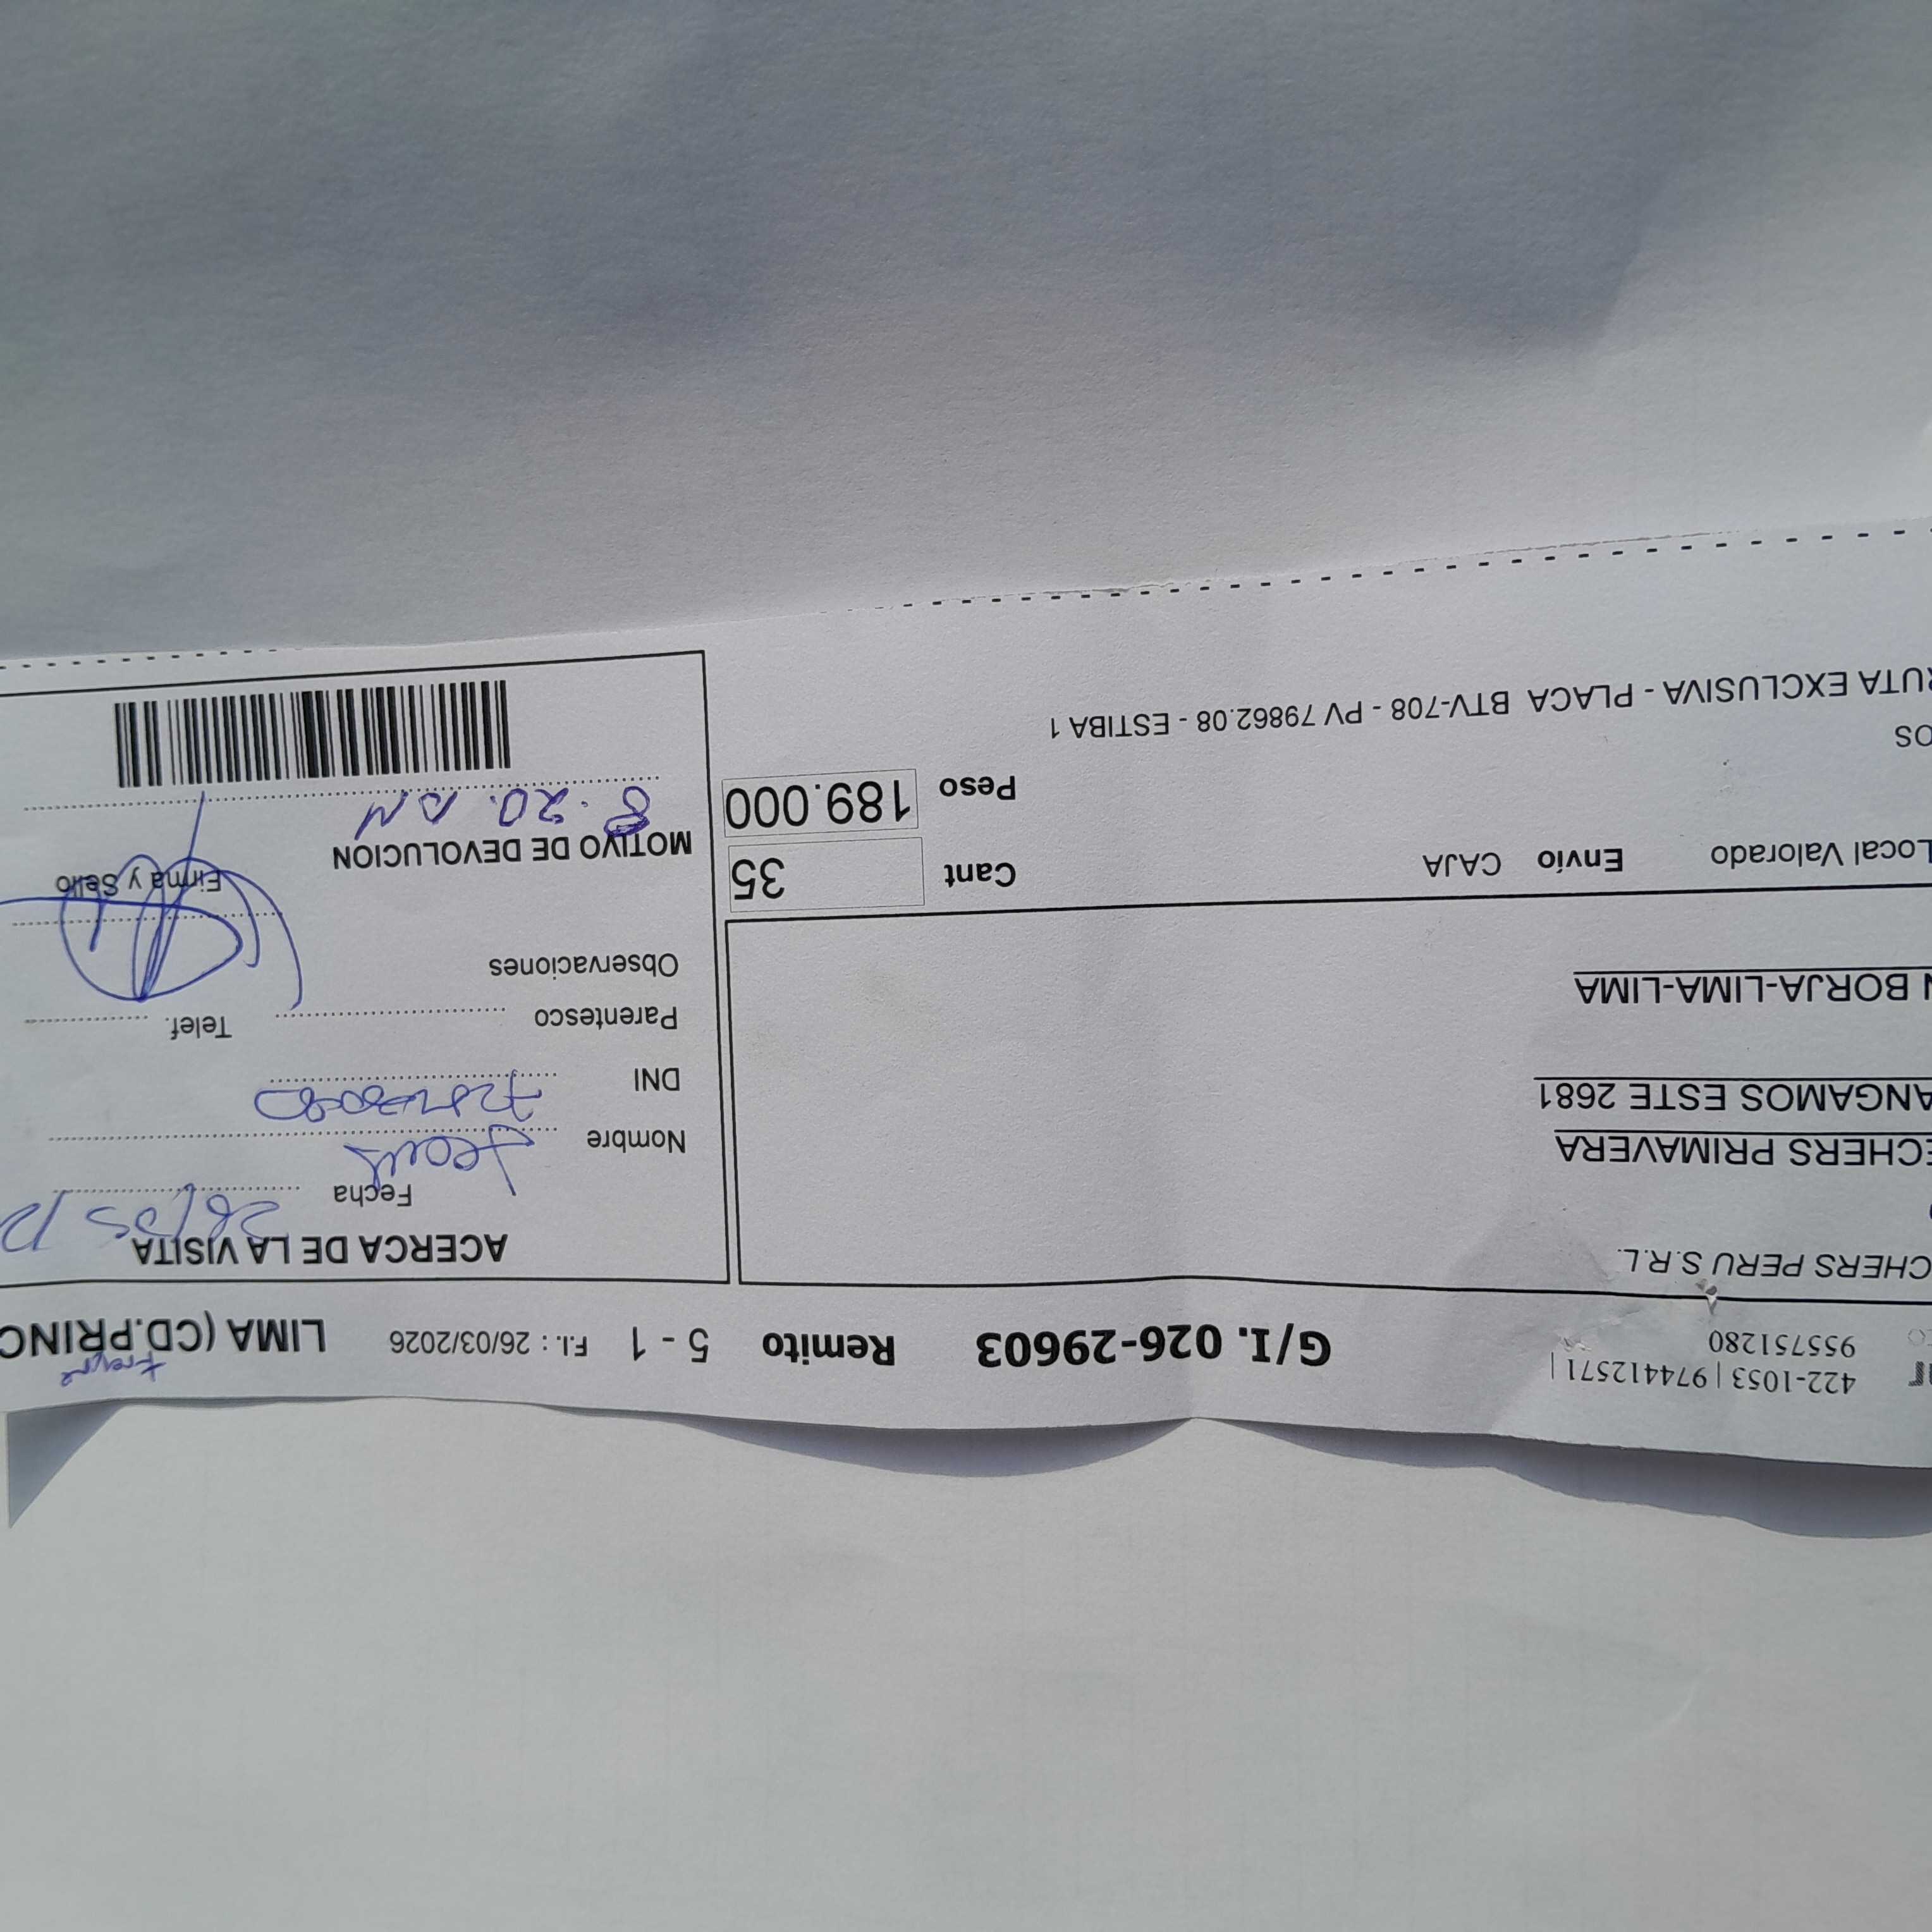 422-1053 | 974412571 |
955751280
G/I. 026-29603 Remito 5 - 1 F.I. : 26/03/2026 LIMA (CD.PRINC
CHERS PERU S.R.L.
ECHERS PRIMAVERA
ANGAMOS ESTE 2681
N BORJA-LIMA-LIMA
Local Valorado Envío CAJA Cant 35
Peso 189.000
OS
RUTA EXCLUSIVA - PLACA BTV-708 - PV 79862.08 - ESTIBA 1
ACERCA DE LA VISITA
Fecha
Nombre
DNI
Parentesco Telef.
Observaciones
Firma y Sello
MOTIVO DE DEVOLUCION
8.20.AM